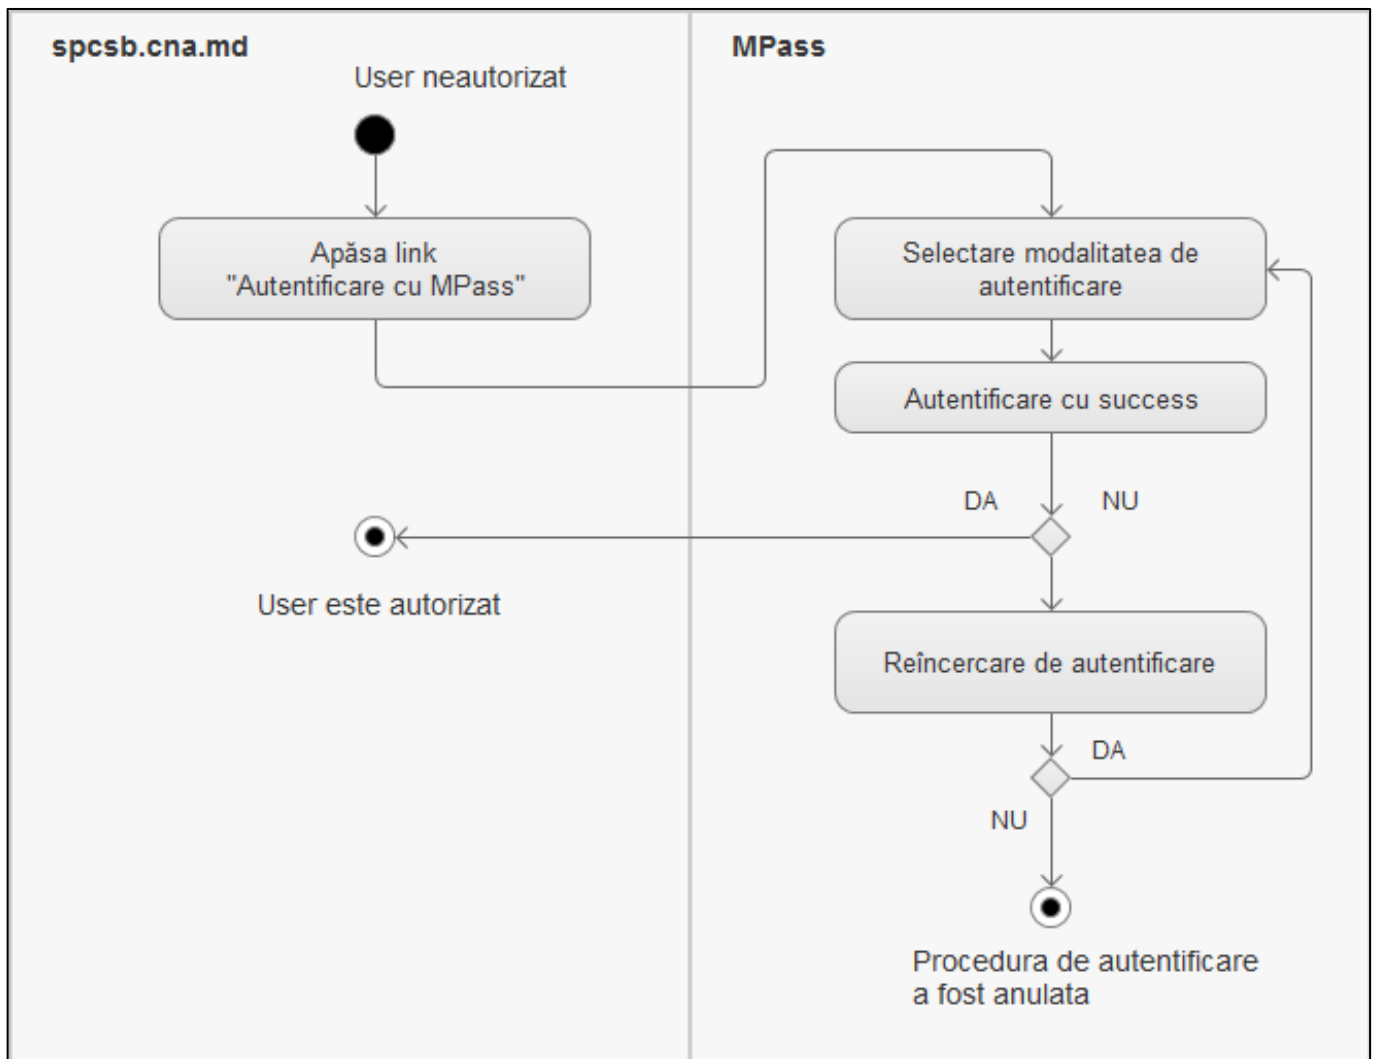 spcsb.cna.md
MPass
User neautorizat
Apăsa link
"Autentificare cu MPass"
Selectare modalitatea de
autentificare
Autentificare cu success
DA
NU
User este autorizat
Reîncercare de autentificare
DA
NU
Procedura de autentificare
a fost anulata